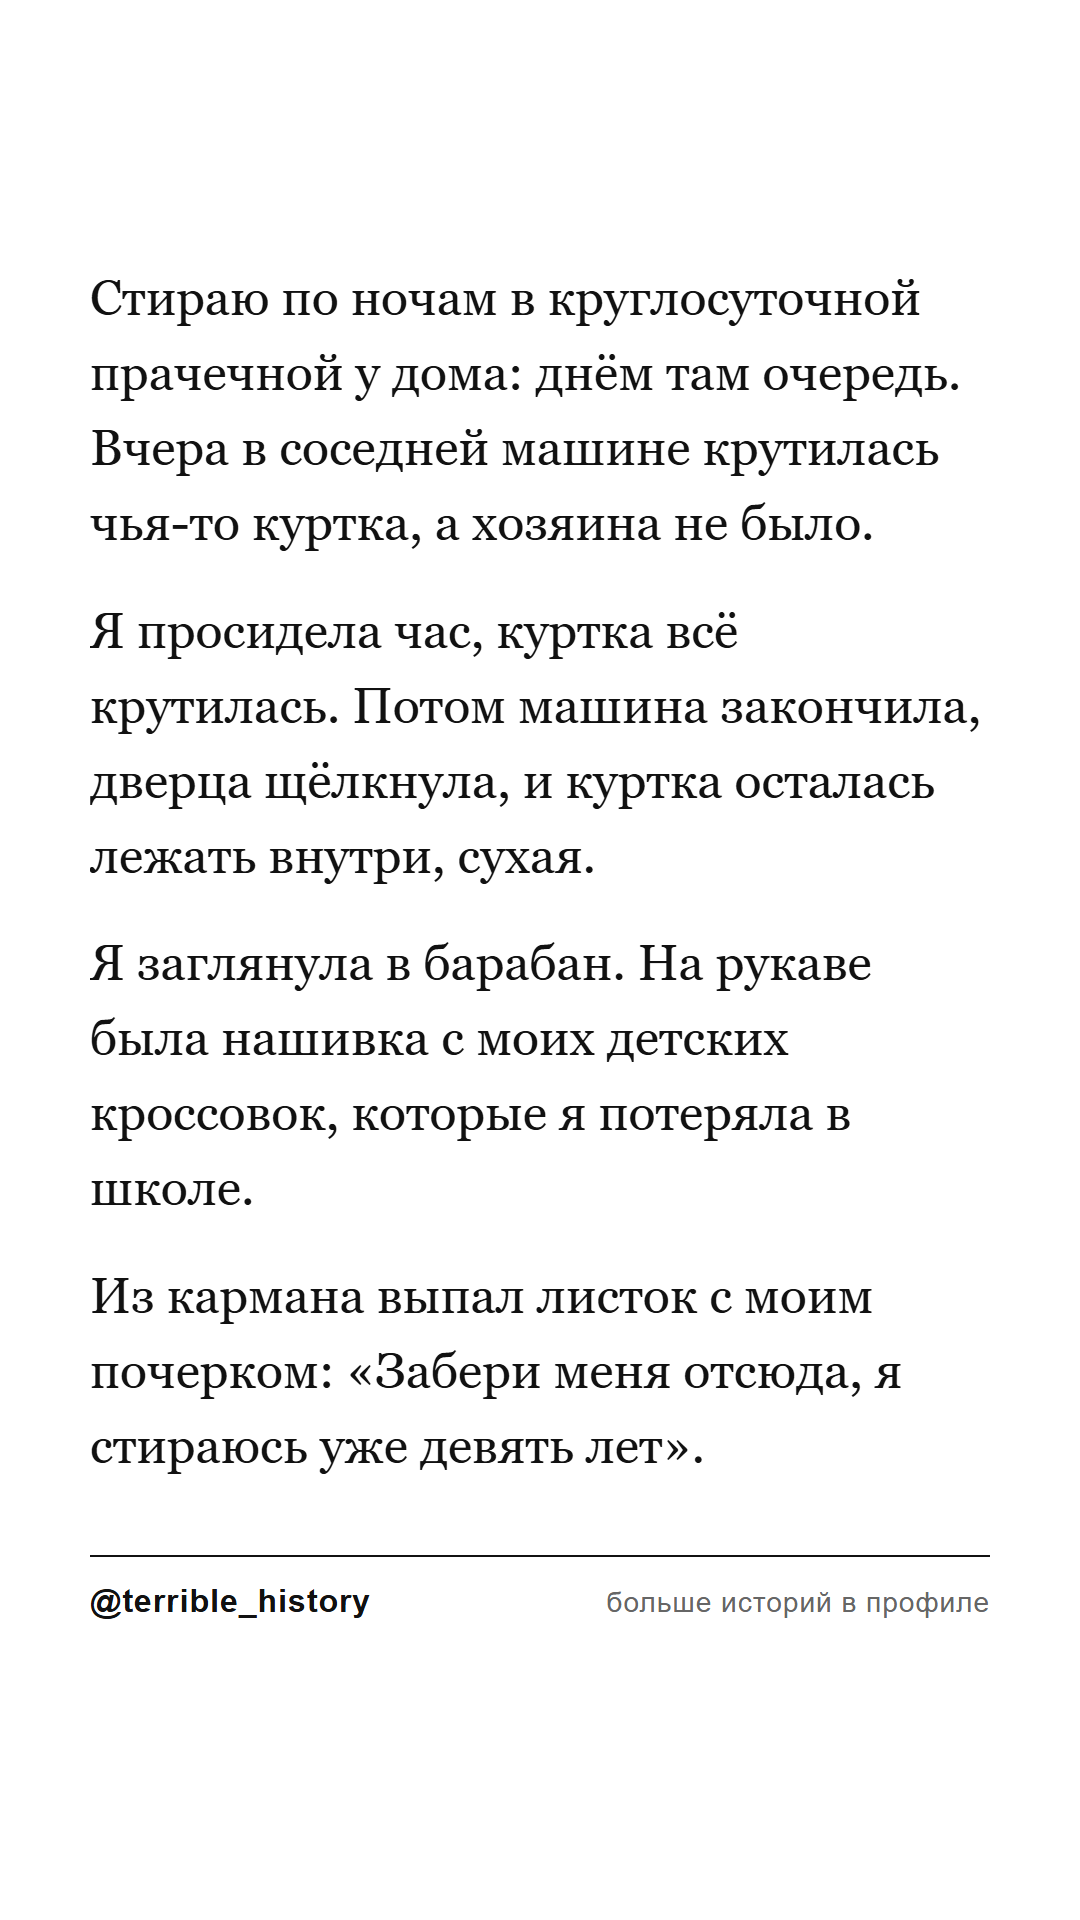 Стираю по ночам в круглосуточной
прачечной у дома: днём там очередь.
Вчера в соседней машине крутилась
чья-то куртка, а хозяина не было.
Я просидела час, куртка всё
крутилась. Потом машина закончила,
дверца щёлкнула, и куртка осталась
лежать внутри, сухая.
Я заглянула в барабан. На рукаве
была нашивка с моих детских
кроссовок, которые я потеряла в
школе.
Из кармана выпал листок с моим
почерком: «Забери меня отсюда, я
стираюсь уже девять лет».
@terrible_history
больше историй в профиле